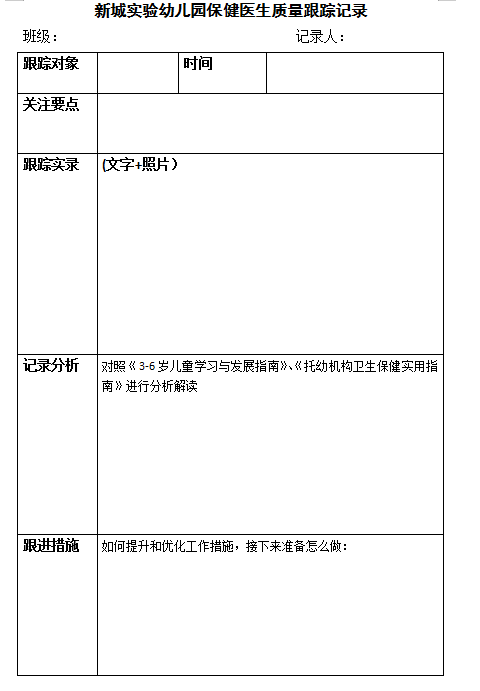 新城实验幼儿园保健医生质量跟踪记录
班级： 记录人：
跟踪对象 时间
关注要点
跟踪实录 (文字+照片）
记录分析 对照《3-6岁儿童学习与发展指南》、《托幼机构卫生保健实用指
南》进行分析解读
跟进措施 如何提升和优化工作措施，接下来准备怎么做：